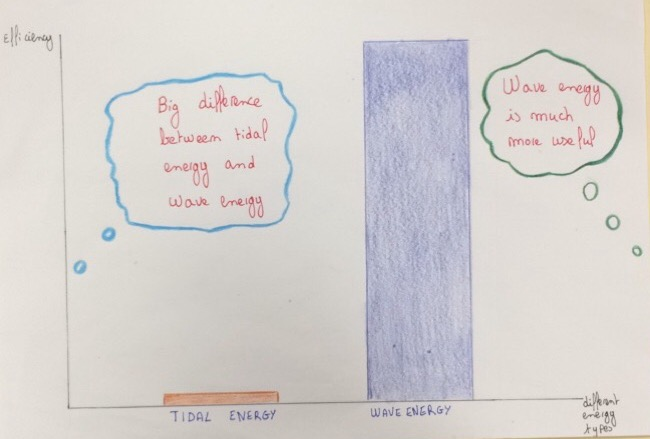 Efficiency
Big difference
between tidal
energy and
wave energy
Wave energy
is much
more useful
TIDAL ENERGY
WAVE ENERGY
different
energy
types